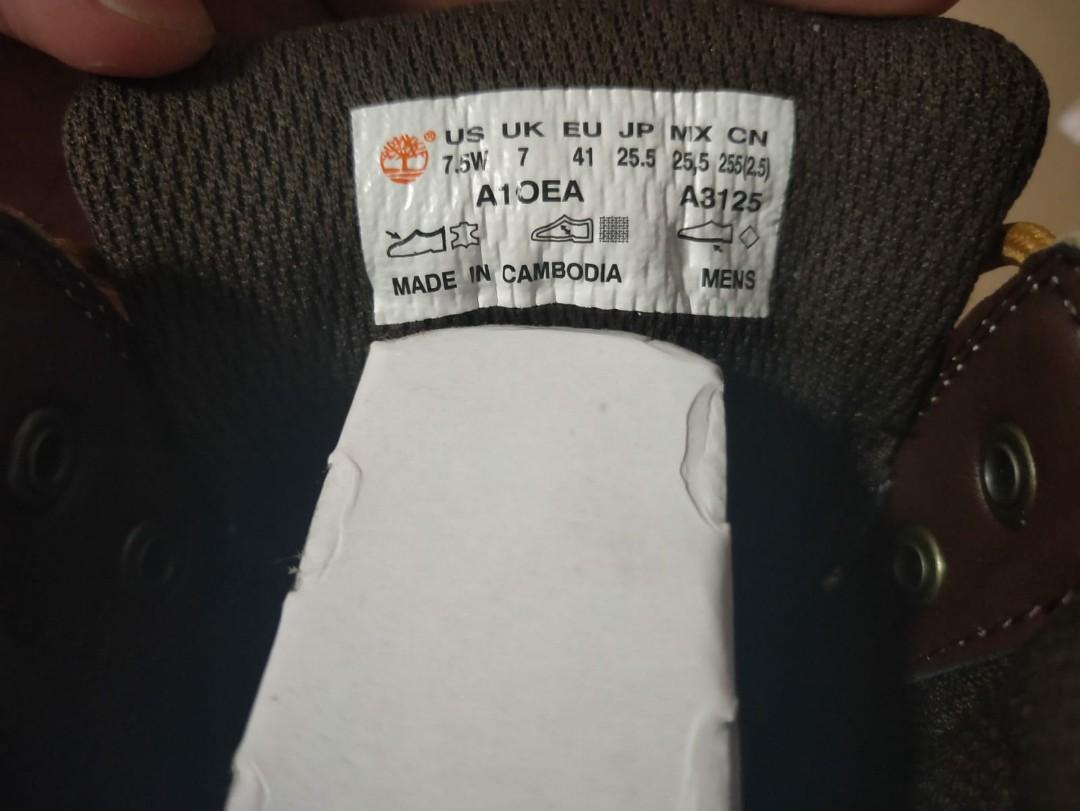 ® US UK EU JP MX CN
7.5W 7 41 25.5 25,5 255(2.5)
A1OEA A3125
MADE IN CAMBODIA MENS